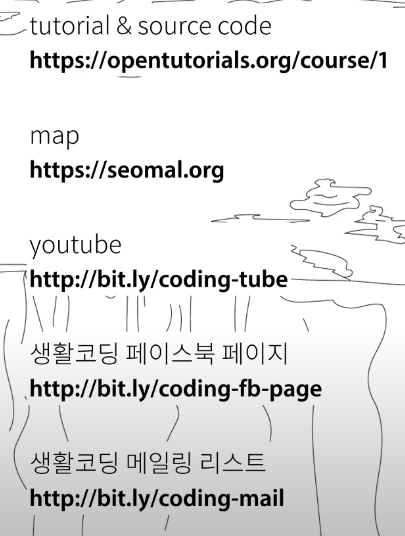 tutorial & source code
https://opentutorials.org/course/1
map
https://seomal.org
youtube
http://bit.ly/coding-tube
생활코딩 페이스북 페이지
http://bit.ly/coding-fb-page
생활코딩 메일링 리스트
http://bit.ly/coding-mail